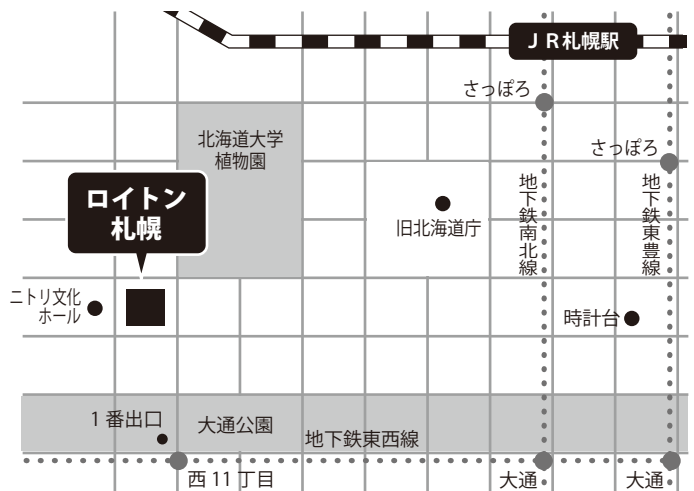 ＪＲ札幌駅
さっぽろ
北海道大学
植物園
さっぽろ
ロイトン
札幌
地下鉄南北線
地下鉄東豊線
旧北海道庁
ニトリ文化
ホール
時計台
1 番出口
大通公園
地下鉄東西線
西 11 丁目
大通
大通